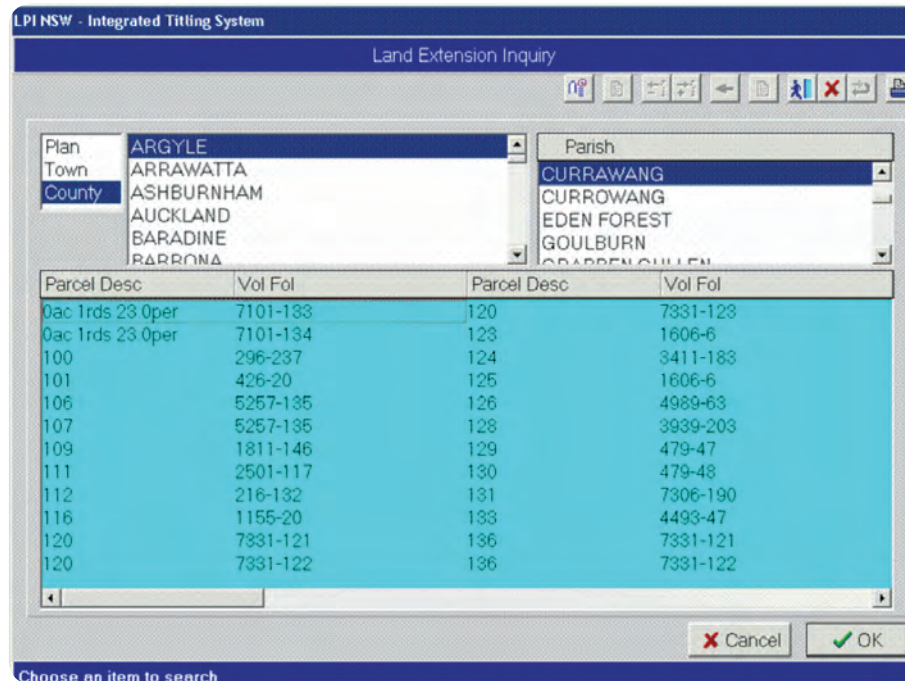 LPI NSW - Integrated Titling System
Land Extension Inquiry
Plan
Town
County
ARGYLE
ARRAWATTA
ASHBURNHAM
AUCKLAND
BARADINE
BARRONA
Parish
CURRAWANG
CURROWANG
EDEN FOREST
GOULBURN
Parcel Desc Vol Fol Parcel Desc Vol Fol
0ac 1rds 23 0per 7101-133 120 7331-123
0ac 1rds 23 0per 7101-134 123 1606-6
100 296-237 124 3411-183
101 426-20 125 1606-6
106 5257-135 126 4989-63
107 5257-135 128 3939-203
109 1811-146 129 479-47
111 2501-117 130 479-48
112 216-132 131 7306-190
116 1155-20 133 4493-47
120 7331-121 136 7331-121
120 7331-122 136 7331-122
Cancel OK
Choose an item to search